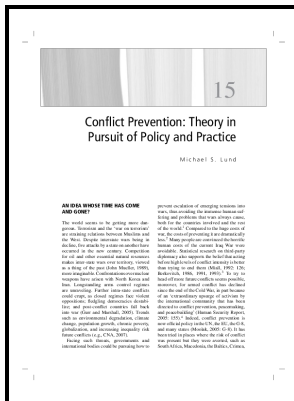 15
Conflict Prevention: Theory in
Pursuit of Policy and Practice
Michael S. Lund
AN IDEA WHOSE TIME HAS COME
AND GONE?
The world seems to be getting more dan-
gerous. Terrorism and the 'war on terrorism'
are straining relations between Muslims and
the West. Despite interstate wars being in
decline, five attacks by a state on another have
occurred in the new century. Competition
for oil and other essential natural resources
makes inter-state wars over territory, viewed
as a thing of the past (John Mueller, 1989),
more imaginable. Confrontations over nuclear
weapons have arisen with North Korea and
Iran. Longstanding arms control regimes
are unraveling. Further intra-state conflicts
could erupt, as closed regimes face violent
oppositions; fledgling democracies destabi-
lize; and post-conflict countries fall back
into war (Gurr and Marshall, 2005). Trends
such as environmental degradation, climate
change, population growth, chronic poverty,
globalization, and increasing inequality risk
future conflicts (e.g., CNA, 2007).
Facing such threats, governments and
international bodies could be pursuing how to
prevent escalation of emerging tensions into
wars, thus avoiding the immense human suf-
fering and problems that wars always cause,
both for the countries involved and the rest
of the world. Compared to the huge costs of
war, the costs of preventing it are dramatically
less. Many people are convinced the horrific
human costs of the current Iraq War were
avoidable. Statistical research on third-party
diplomacy also supports the belief that acting
before high levels of conflict intensity is better
than trying to end them (Miall, 1992: 126;
Berkovitch, 1986, 1991, 1993). To try to
head off more future conflicts seems possible,
moreover, for armed conflict has declined
since the end of the Cold War, in part because
of an 'extraordinary upsurge of activism by
the international community that has been
directed to conflict prevention, peacemaking,
and peacebuilding' (Human Security Report,
2005: 155). Indeed, conflict prevention is
now official policy in the UN, the EU, the G-8,
and many states (Moolakkattu, 2005: G-8). It has
been tried in places where the risk of conflict
was present but they were averted, such as
South Africa, Macedonia, the Baltics, Crimea,